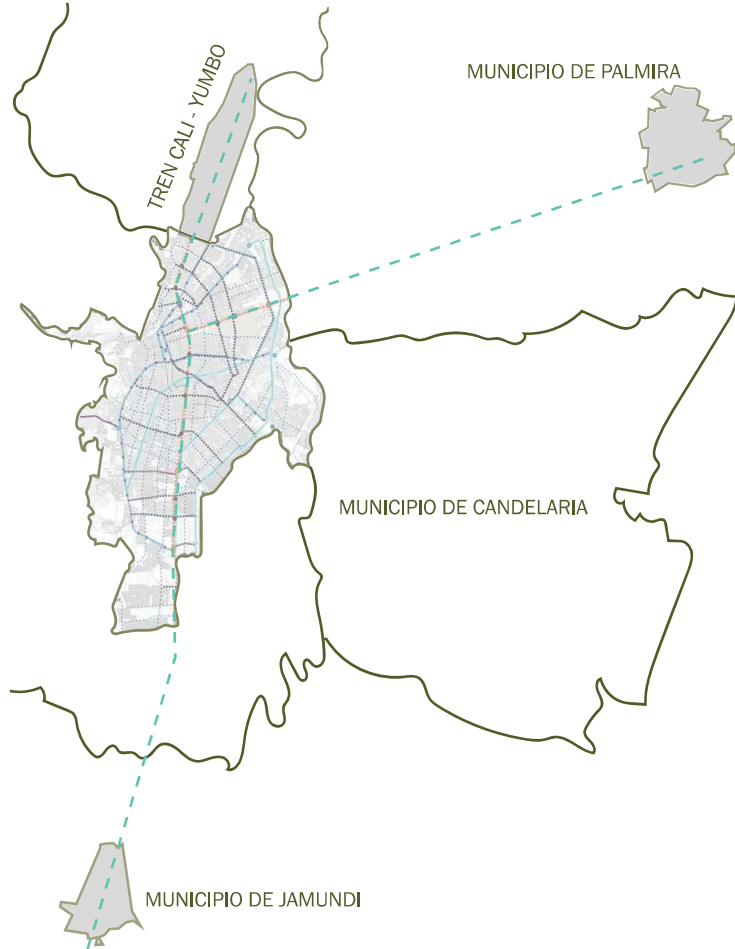 MUNICIPIO DE PALMIRA
TREN CALI - YUMBO
MUNICIPIO DE CANDELARIA
MUNICIPIO DE JAMUNDI